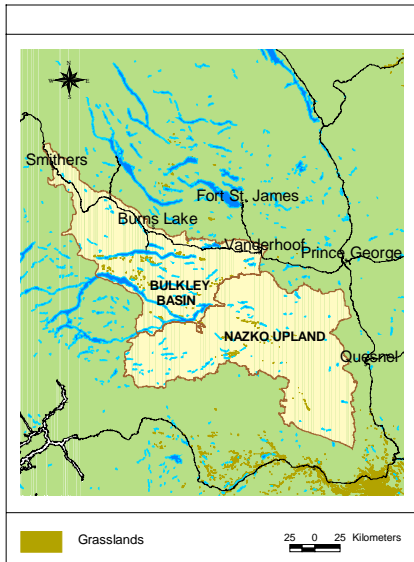 N
W E
S
Smithers
Fort St. James
Burns Lake
Vanderhoof
Prince George
BULKLEY
BASIN
NAZKO UPLAND
Quesnel
Grasslands
25 0 25 Kilometers